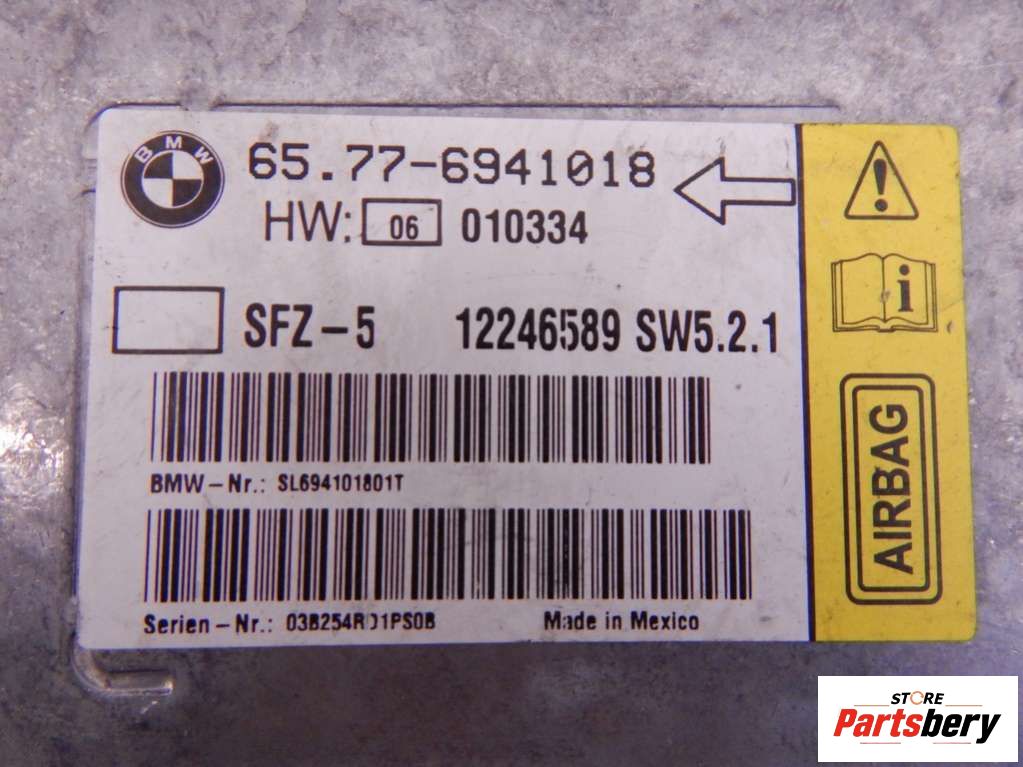 BMW
65.77-6941018
HW: 06 010334
SFZ-5 12246589 SW5.2.1
BMW-Nr.: SL694101801T
Serien-Nr.: Made in Mexico
i
AIRBAG
STORE
Partsbery